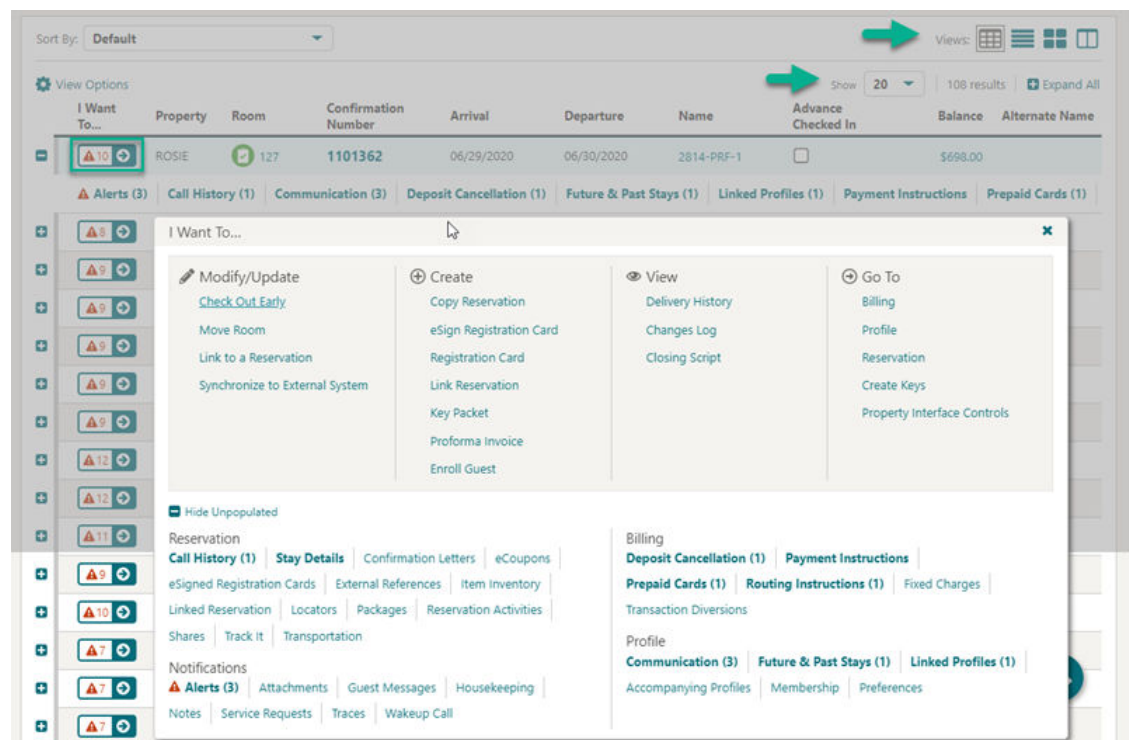 Sort By: Default Views:
View Options Show 20 108 results Expand All
I Want To... Property Room Confirmation Number Arrival Departure Name Advance Checked In Balance Alternate Name
10 ROSIE 127 1101362 06/29/2020 06/30/2020 2814-PRF-1 $698.00
Alerts (3) Call History (1) Communication (3) Deposit Cancellation (1) Future & Past Stays (1) Linked Profiles (1) Payment Instructions Prepaid Cards (1)
8
9
9
9
9
9
12
12
11
9
10
7
7
7
I Want To...
Modify/Update
Check Out Early
Move Room
Link to a Reservation
Synchronize to External System
Create
Copy Reservation
eSign Registration Card
Registration Card
Link Reservation
Key Packet
Proforma Invoice
Enroll Guest
View
Delivery History
Changes Log
Closing Script
Go To
Billing
Profile
Reservation
Create Keys
Property Interface Controls
Hide Unpopulated
Reservation
Call History (1) Stay Details Confirmation Letters eCoupons
eSigned Registration Cards External References Item Inventory
Linked Reservation Locators Packages Reservation Activities
Shares Track It Transportation
Notifications
Alerts (3) Attachments Guest Messages Housekeeping
Notes Service Requests Traces Wakeup Call
Billing
Deposit Cancellation (1) Payment Instructions
Prepaid Cards (1) Routing Instructions (1) Fixed Charges
Transaction Diversions
Profile
Communication (3) Future & Past Stays (1) Linked Profiles (1)
Accompanying Profiles Membership Preferences